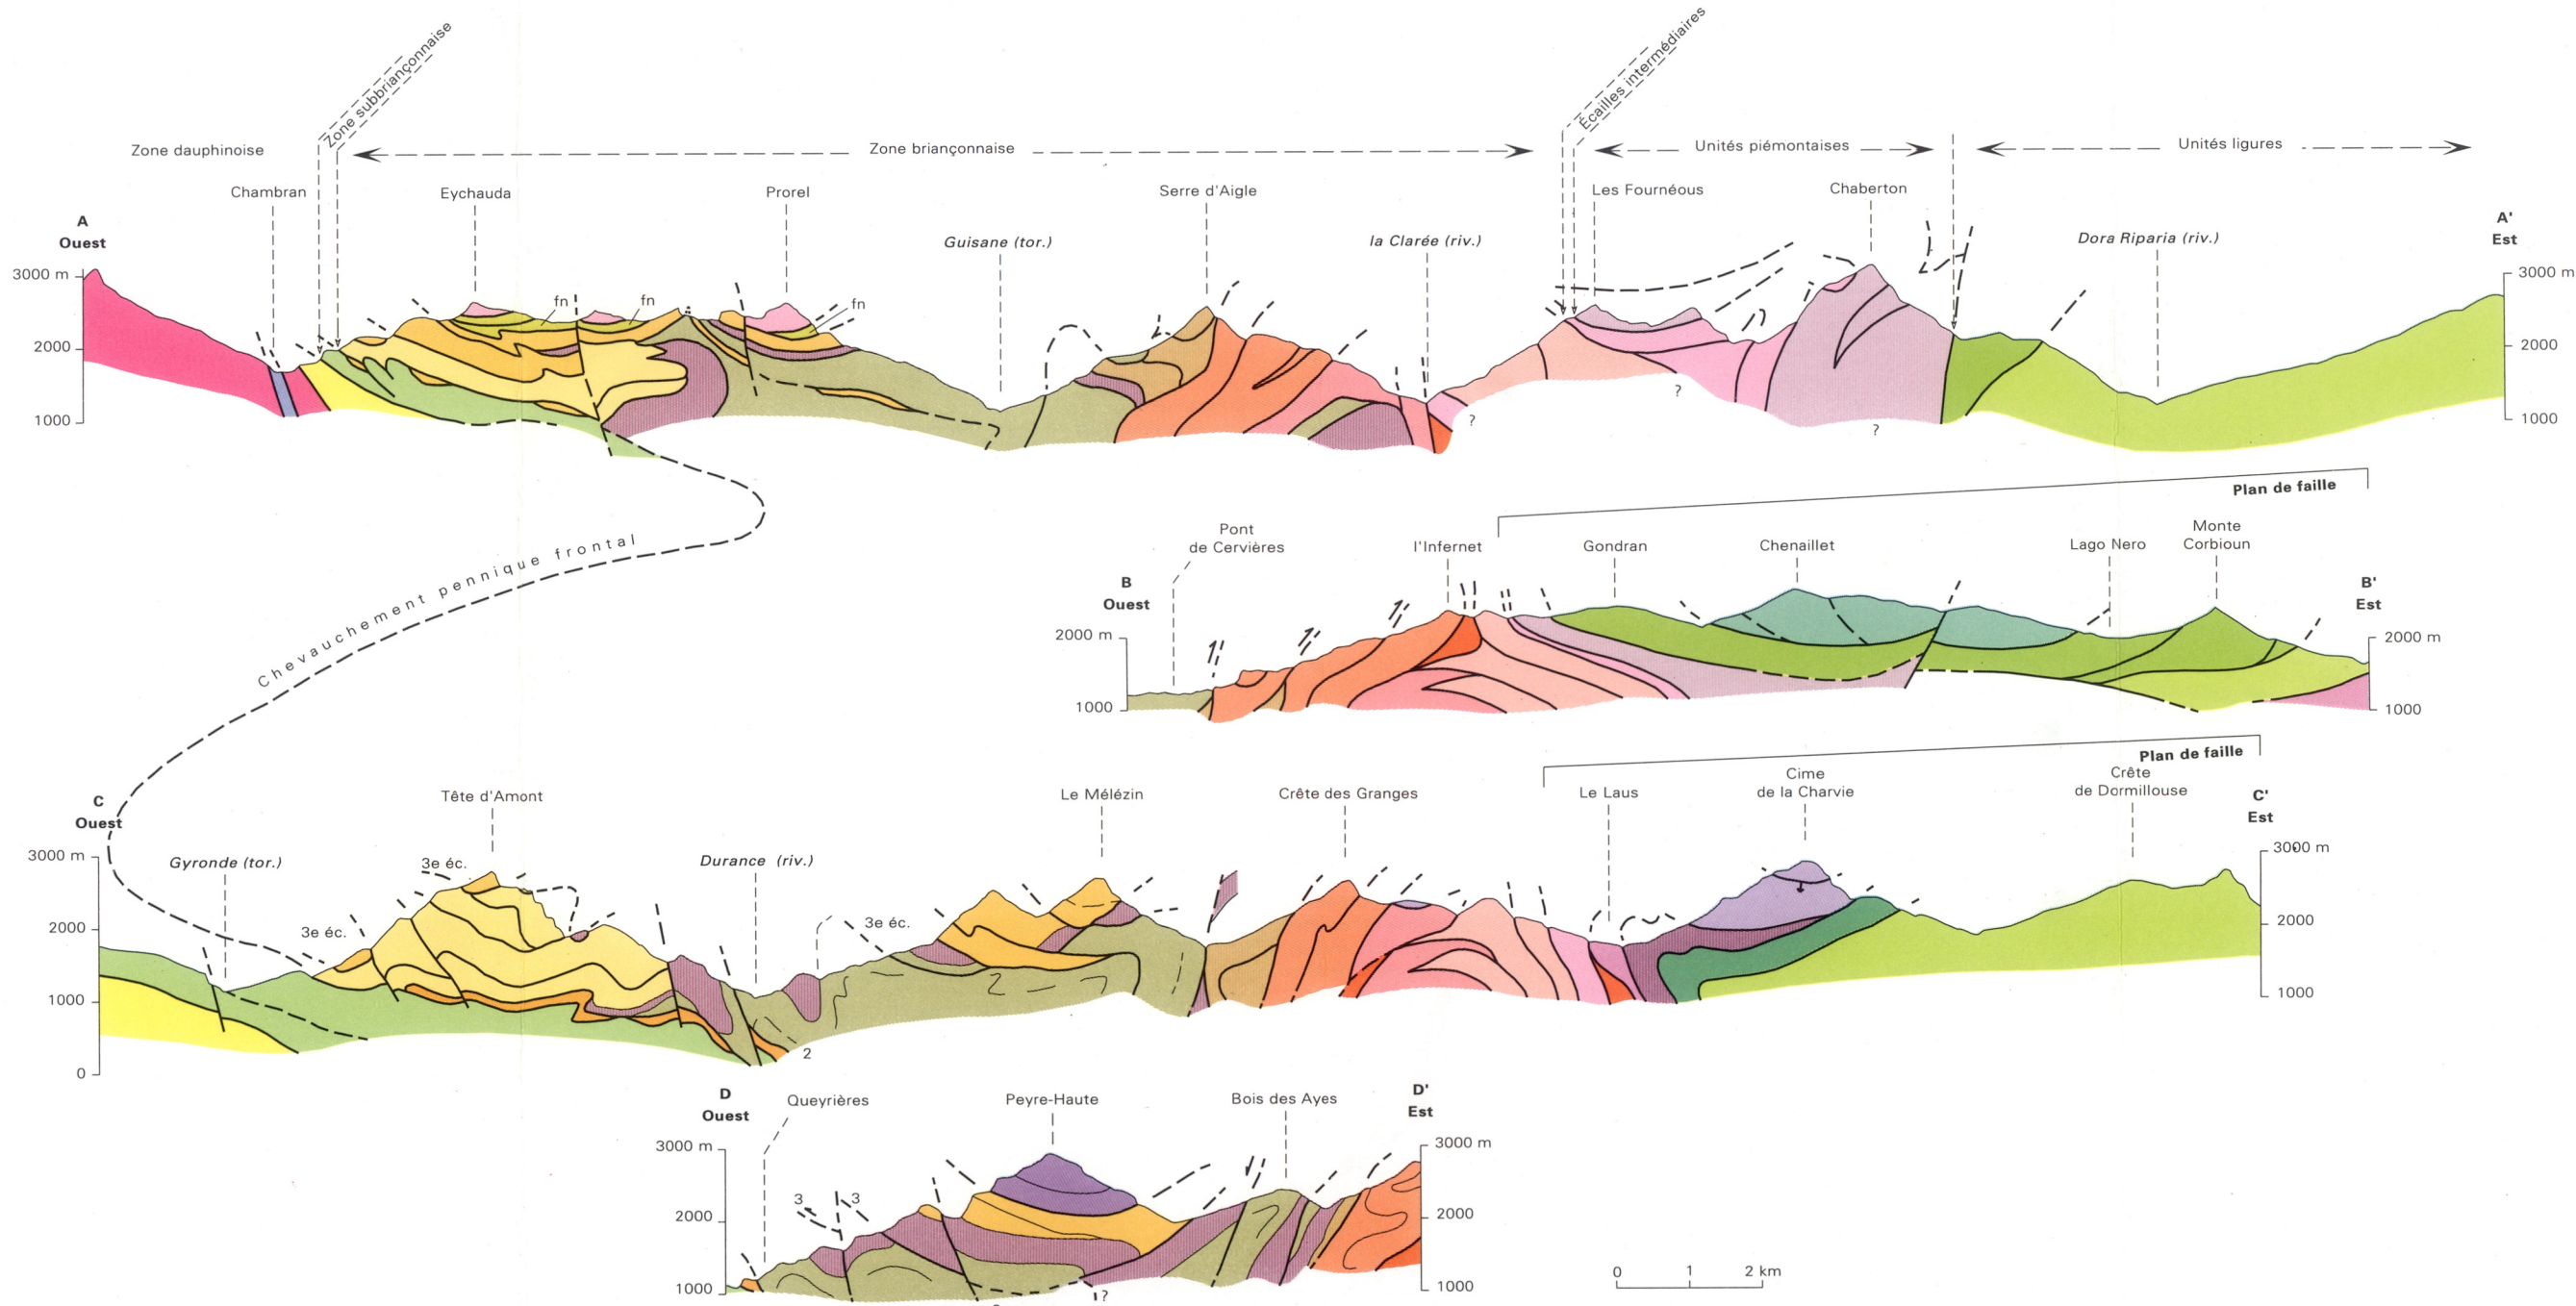 Zone subbriançonnaise
Écailles intermédiaires
Zone dauphinoise
Zone briançonnaise
Unités piémontaises
Unités ligures
Chambran
Eychauda
Prorel
Serre d'Aigle
Les Fournéous
Chaberton
A
Ouest
Guisane (tor.)
la Clarée (riv.)
Dora Riparia (riv.)
A'
Est
3000 m
2000
1000
fn
fn
fn
?
?
?
3000 m
2000
1000
Chevauchement pennique frontal
Plan de faille
B
Ouest
Pont
de Cervières
l'Infernet
Gondran
Chenaillet
Lago Nero
Monte
Corbioun
B'
Est
2000 m
1000
2000 m
1000
Plan de faille
C
Ouest
Gyronde (tor.)
Tête d'Amont
Durance (riv.)
Le Mélézin
Crête des Granges
Le Laus
Cime
de la Charvie
Crête
de Dormillouse
C'
Est
3000 m
2000
1000
0
3e éc.
3e éc.
3e éc.
2
3000 m
2000
1000
D
Ouest
Queyrières
Peyre-Haute
Bois des Ayes
D'
Est
3000 m
2000
1000
3
3
?
3000 m
2000
1000
0 1 2 km